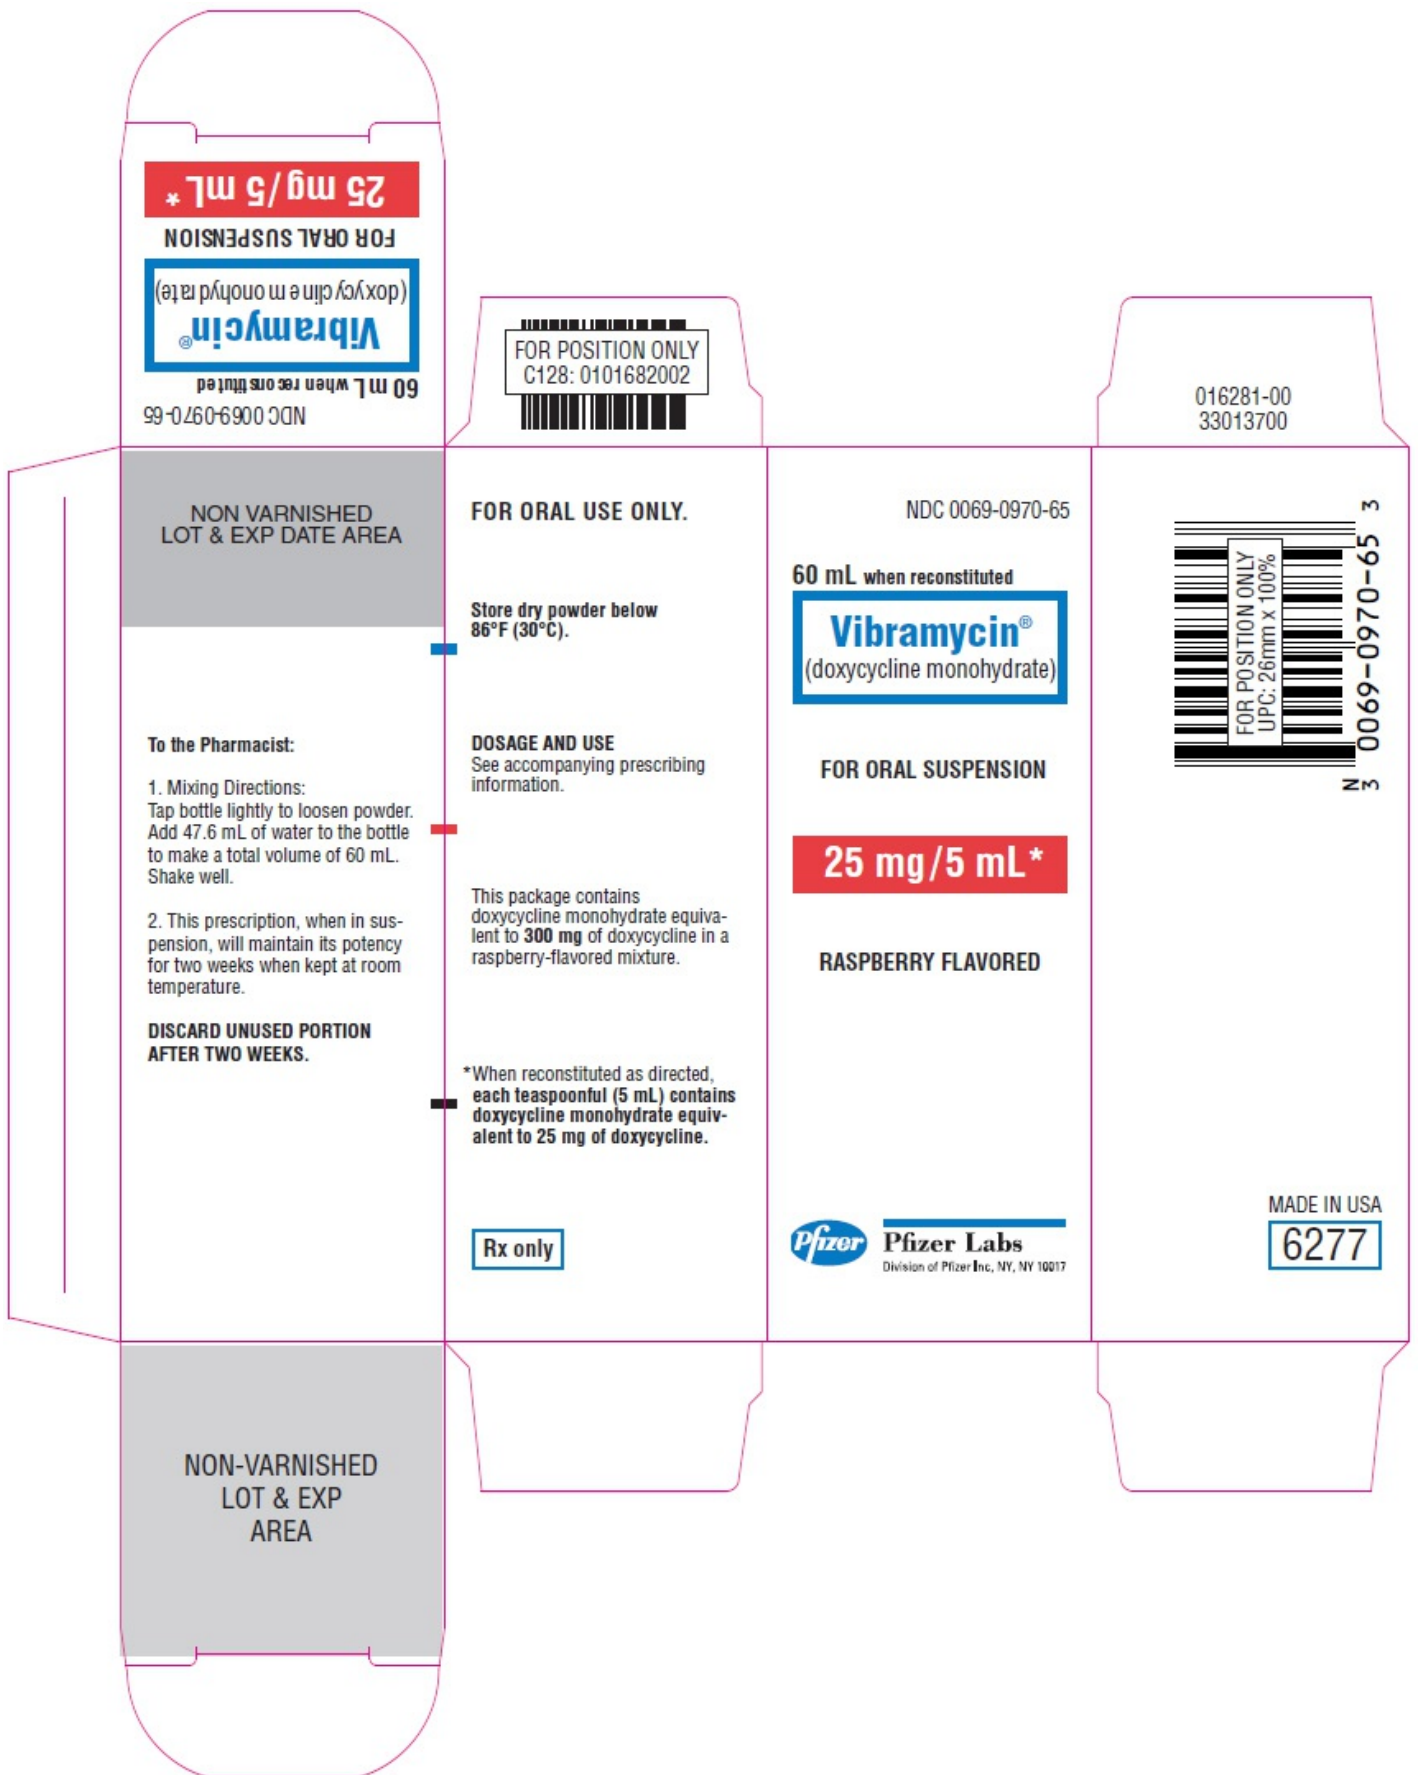 25 mg/5 mL*
FOR ORAL SUSPENSION
(doxycycline monohydrate)
Vibramycin®
60 mL when reconstituted
NDC 0069-0970-65
FOR POSITION ONLY
C128: 0101682002
016281-00
33013700
NON VARNISHED
LOT & EXP DATE AREA
To the Pharmacist:
1. Mixing Directions:
Tap bottle lightly to loosen powder.
Add 47.6 mL of water to the bottle
to make a total volume of 60 mL.
Shake well.
2. This prescription, when in sus-
pension, will maintain its potency
for two weeks when kept at room
temperature.
DISCARD UNUSED PORTION
AFTER TWO WEEKS.
FOR ORAL USE ONLY.
Store dry powder below
86°F (30°C).
DOSAGE AND USE
See accompanying prescribing
information.
This package contains
doxycycline monohydrate equiva-
lent to 300 mg of doxycycline in a
raspberry-flavored mixture.
*When reconstituted as directed,
each teaspoonful (5 mL) contains
doxycycline monohydrate equiv-
alent to 25 mg of doxycycline.
Rx only
NDC 0069-0970-65
60 mL when reconstituted
Vibramycin®
(doxycycline monohydrate)
FOR ORAL SUSPENSION
25 mg/5 mL*
RASPBERRY FLAVORED
Pfizer
Pfizer Labs
Division of Pfizer Inc, NY, NY 10017
FOR POSITION ONLY
UPC: 26mm x 100%
N
3 0069-0970-65 3
MADE IN USA
6277
NON-VARNISHED
LOT & EXP
AREA